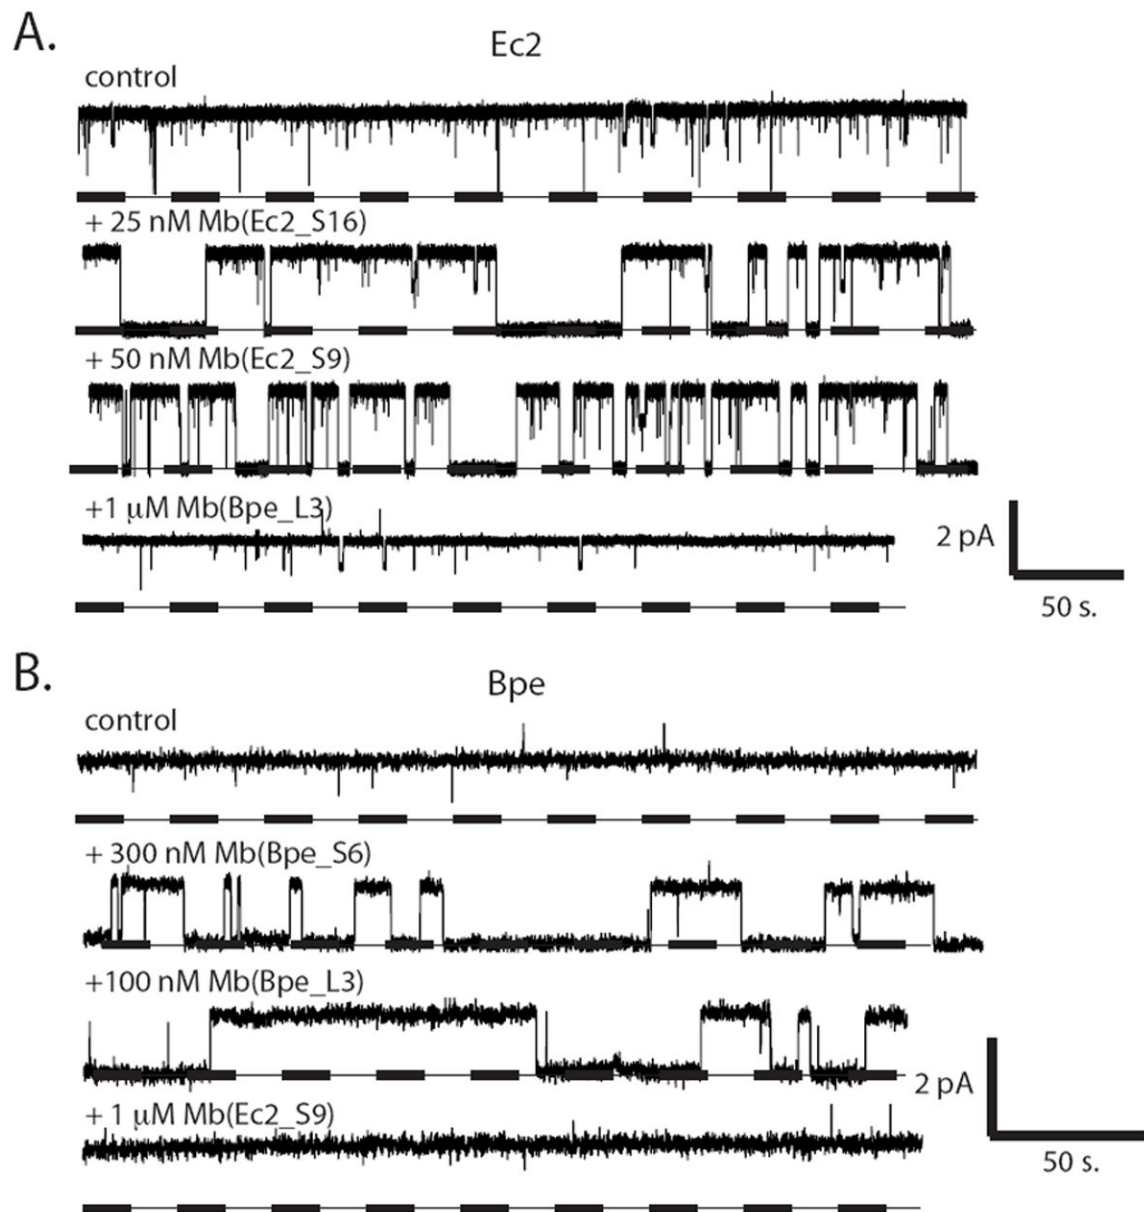 A.
Ec2
control
+ 25 nM Mb(Ec2_S16)
+ 50 nM Mb(Ec2_S9)
+1 μM Mb(Bpe_L3)
2 pA
50 s.
B.
Bpe
control
+ 300 nM Mb(Bpe_S6)
+100 nM Mb(Bpe_L3)
2 pA
+ 1 μM Mb(Ec2_S9)
50 s.